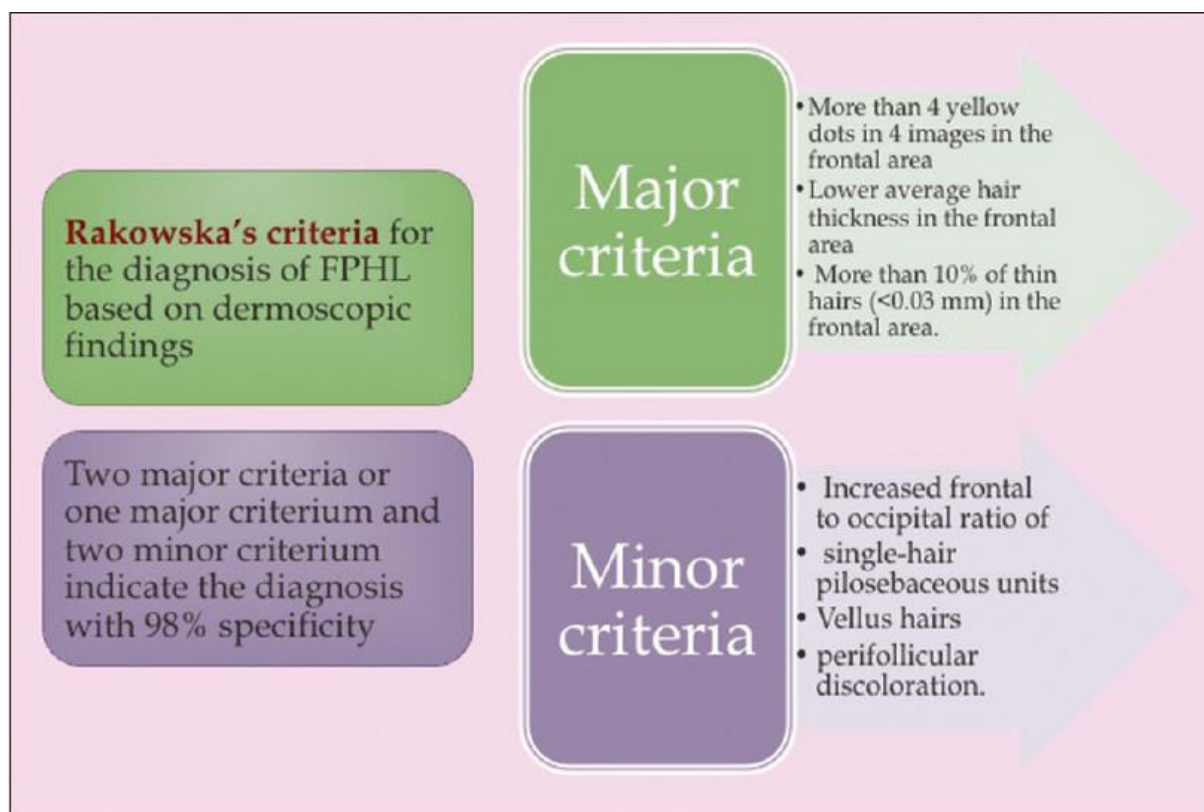 Rakowska's criteria for
the diagnosis of FPHL
based on dermoscopic
findings
Two major criteria or
one major criterium and
two minor criterium
indicate the diagnosis
with 98% specificity
Major
criteria
• More than 4 yellow
dots in 4 images in the
frontal area
• Lower average hair
thickness in the frontal
area
• More than 10% of thin
hairs (<0.03 mm) in the
frontal area.
Minor
criteria
• Increased frontal
to occipital ratio of
• single-hair
pilosebaceous units
• Vellus hairs
• perifollicular
discoloration.